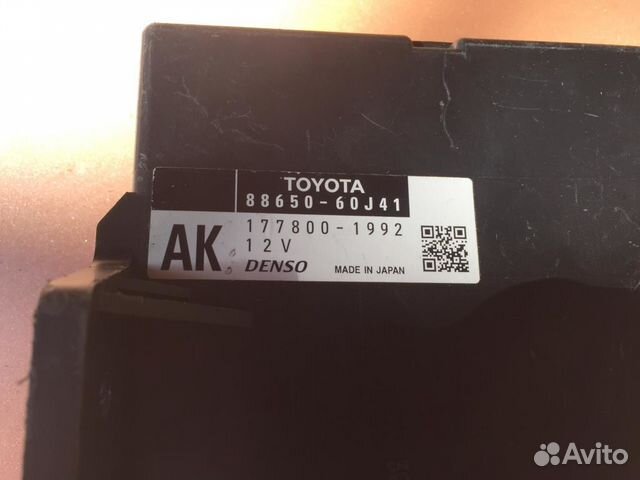 TOYOTA
88650-60J41
AK
177800-1992
12V
DENSO
MADE IN JAPAN
Avito